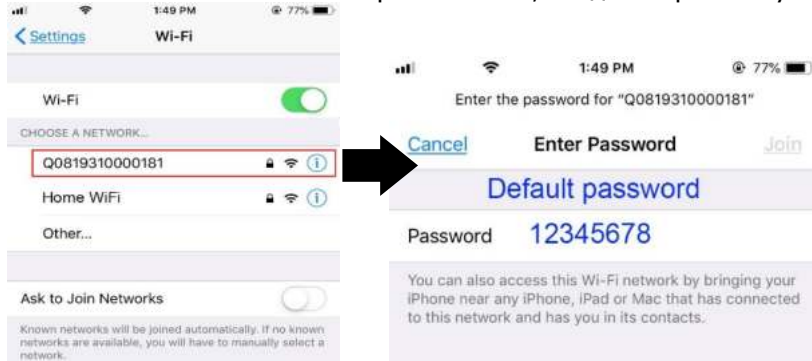 1:49 PM 77%
Settings Wi-Fi
Wi-Fi
CHOOSE A NETWORK...
Q0819310000181
Home WiFi
Other...
Ask to Join Networks
Known networks will be joined automatically. If no known
networks are available, you will have to manually select a
network.
1:49 PM 77%
Enter the password for "Q0819310000181"
Cancel Enter Password Join
Default password
Password 12345678
You can also access this Wi-Fi network by bringing your
iPhone near any iPhone, iPad or Mac that has connected
to this network and has you in its contacts.